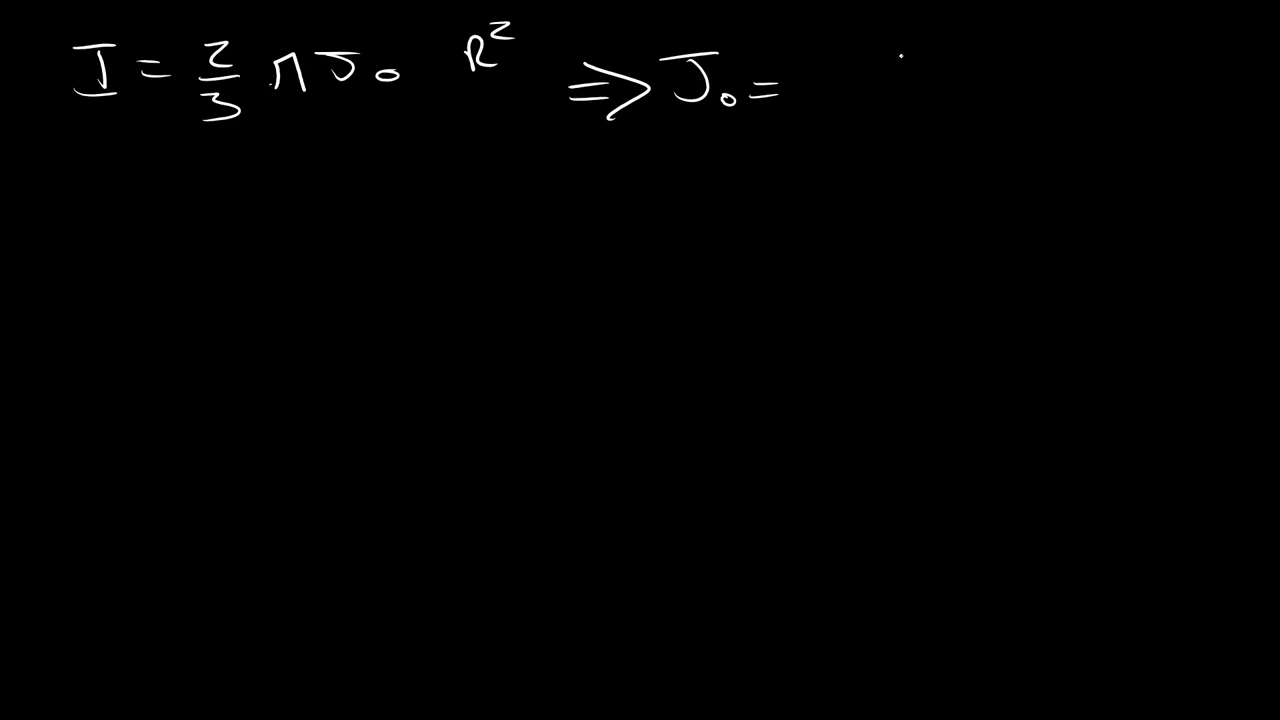 I = 2/3 π J₀ R² ⇒ J₀ =